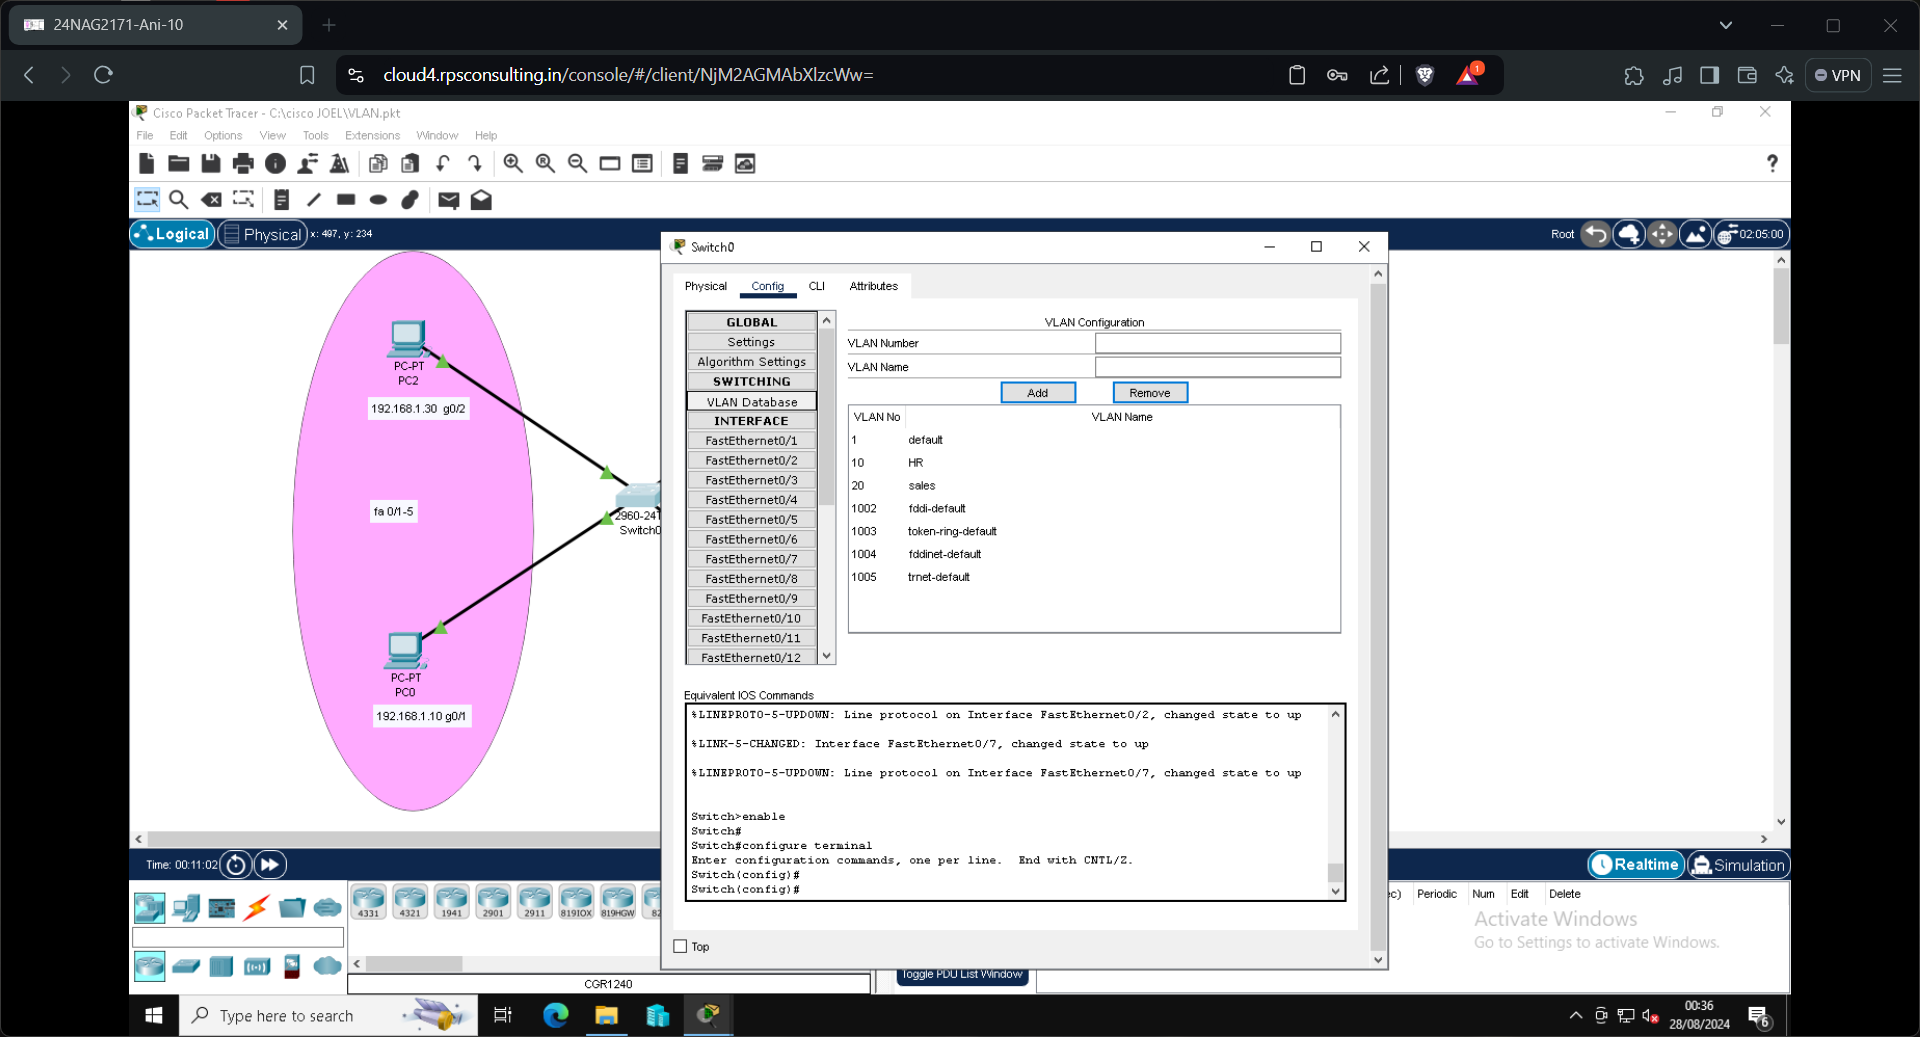 24NAG2171-Ani-10
cloud4.rpsconsulting.in/console/#/client/NjM2AGMAbXlzcWw=
1
VPN
Cisco Packet Tracer - C:\cisco JOEL\VLAN.pkt
File Edit Options View Tools Extensions Window Help
?
Logical Physical x: 497, y: 234
Root 02:05:00
PC-PT
PC2
192.168.1.30 g0/2
fa 0/1-5
Switch0
PC-PT
PC0
192.168.1.10 g0/1
Switch0
Physical Config CLI Attributes
GLOBAL
Settings
Algorithm Settings
SWITCHING
VLAN Database
INTERFACE
FastEthernet0/1
FastEthernet0/2
FastEthernet0/3
FastEthernet0/4
FastEthernet0/5
FastEthernet0/6
FastEthernet0/7
FastEthernet0/8
FastEthernet0/9
FastEthernet0/10
FastEthernet0/11
FastEthernet0/12
VLAN Configuration
VLAN Number
VLAN Name
Add Remove
VLAN No VLAN Name
1 default
10 HR
20 sales
1002 fddi-default
1003 token-ring-default
1004 fddinet-default
1005 trnet-default
Equivalent IOS Commands
%LINEPROTO-5-UPDOWN: Line protocol on Interface FastEthernet0/2, changed state to up
%LINK-5-CHANGED: Interface FastEthernet0/7, changed state to up
%LINEPROTO-5-UPDOWN: Line protocol on Interface FastEthernet0/7, changed state to up
Switch>enable
Switch#
Switch#configure terminal
Enter configuration commands, one per line. End with CNTL/Z.
Switch(config)#
Switch(config)#
Top
Time: 00:11:02
Realtime Simulation
4331 4321 1941 2901 2911 819IOX 819HGW
CGR1240
Periodic Num Edit Delete
Toggle PDU List Window
Activate Windows
Go to Settings to activate Windows.
Type here to search
00:36
28/08/2024
6